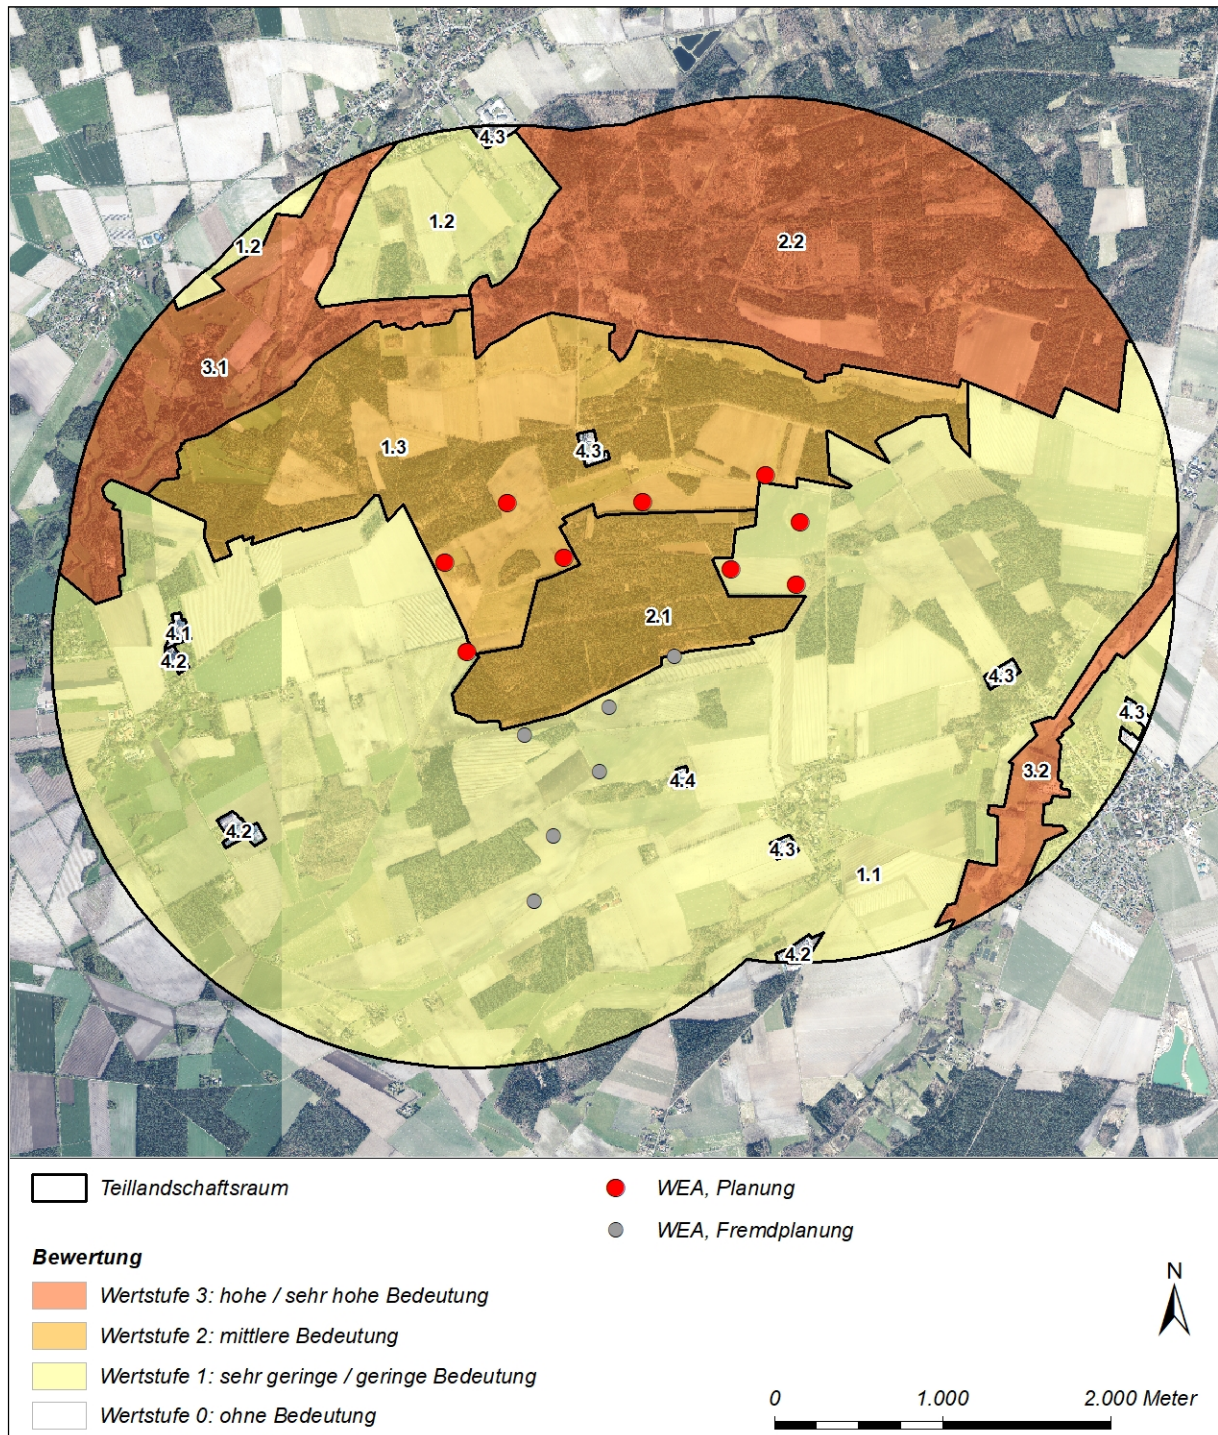 4.3
1.2
2.2
1.2
3.1
1.3
4.3
2.1
4.1
4.2
4.3
4.3
3.2
4.4
4.2
4.3
1.1
4.2
Teillandschaftsraum
WEA, Planung
WEA, Fremdplanung
Bewertung
Wertstufe 3: hohe / sehr hohe Bedeutung
Wertstufe 2: mittlere Bedeutung
Wertstufe 1: sehr geringe / geringe Bedeutung
Wertstufe 0: ohne Bedeutung
N
0 1.000 2.000 Meter